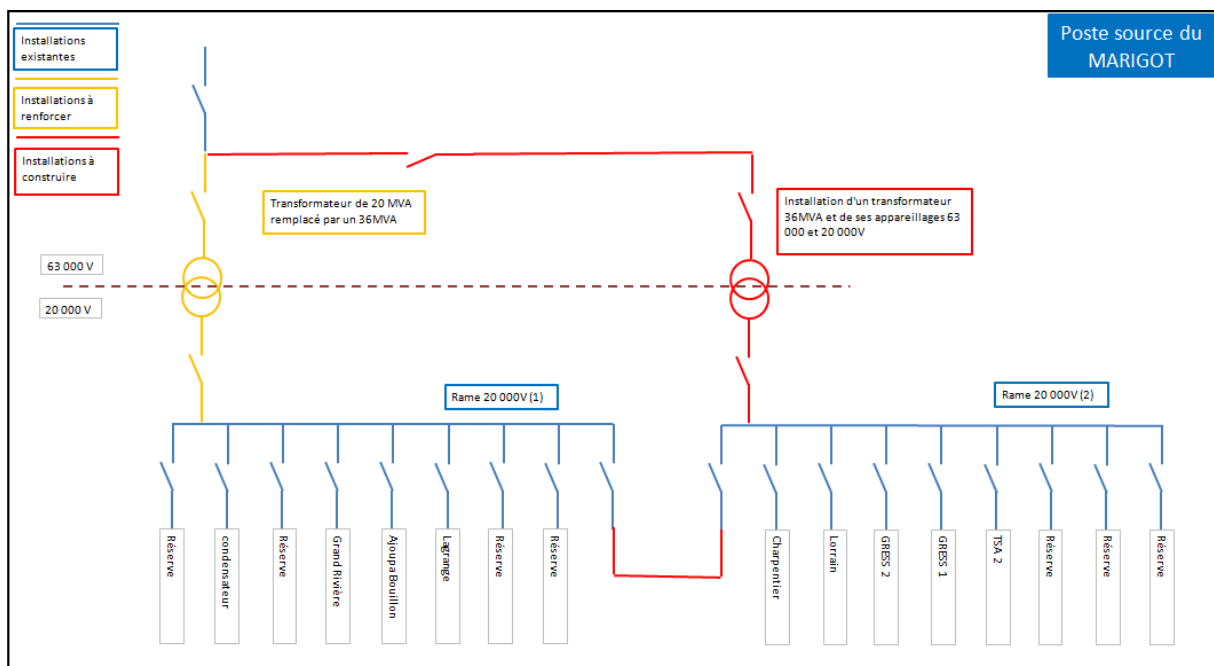 Installations
existantes
Poste source du
MARIGOT
Installations à
renforcer
Installations à
construire
Transformateur de 20 MVA
remplacé par un 36MVA
Installation d'un transformateur
36MVA et de ses appareillages 63
000 et 20 000V
63 000 V
20 000 V
Rame 20 000V (1)
Rame 20 000V (2)
Réserve
condensateur
Réserve
Grand Rivière
Ajoupa Bouillon
Lagrange
Réserve
Réserve
Charpentier
Lorrain
GRESS 2
GRESS 1
TSA 2
Réserve
Réserve
Réserve